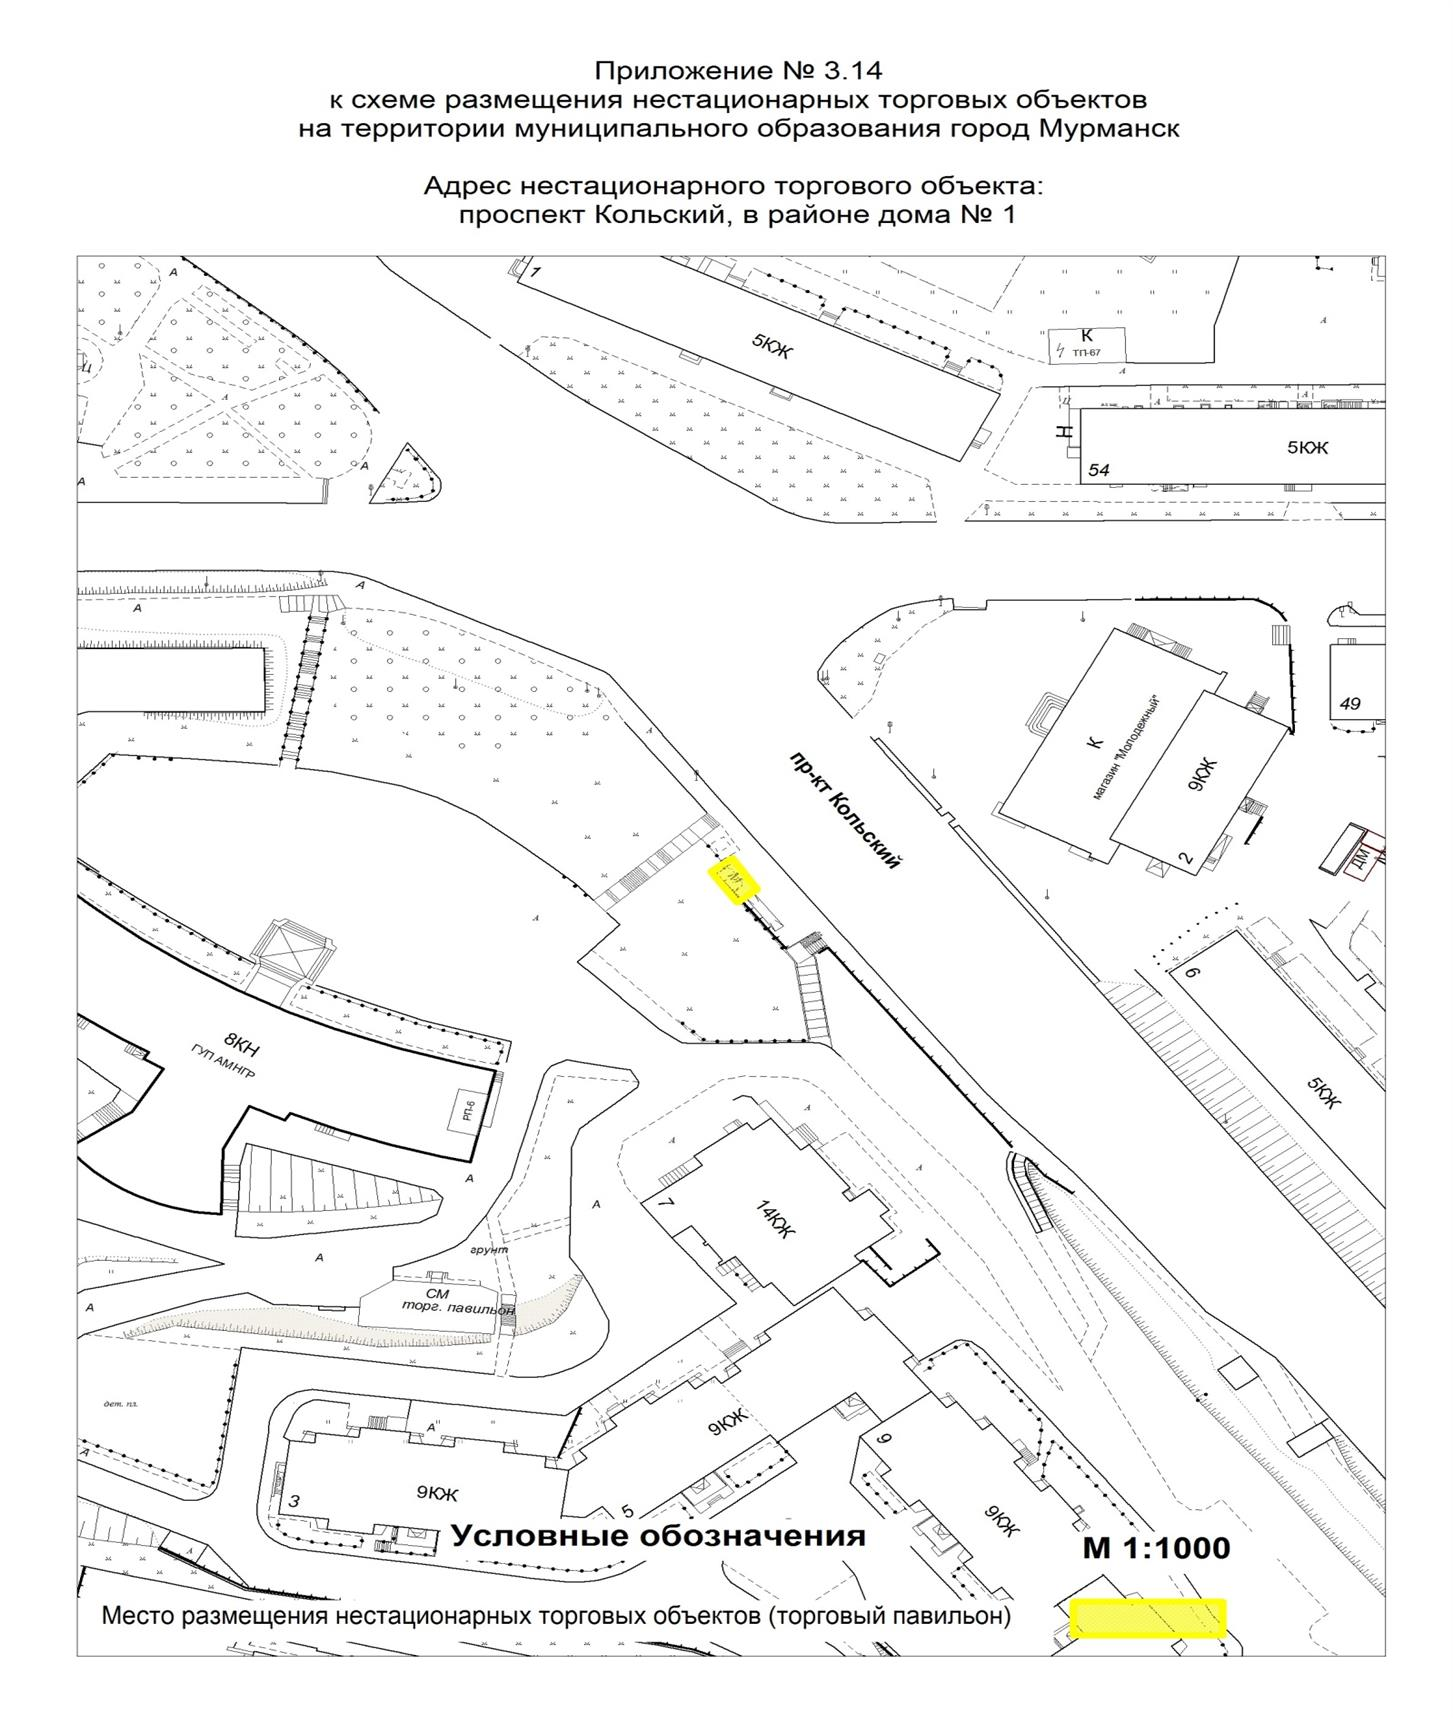 Приложение № 3.14
к схеме размещения нестационарных торговых объектов
на территории муниципального образования город Мурманск
Адрес нестационарного торгового объекта:
проспект Кольский, в районе дома № 1
А
1
5КЖ
К
ТП-67
А
А
Ц
А
А
А
Н
54
5КЖ
А
А
А
пр-кт Кольский
К
магазин "Молодежный"
9КЖ
2
49
ДМ
М
А
А
6
5КЖ
8КН
ГУП АМНГР
РП-6
А
А
А
А
7
14КЖ
А
А
грунт
СМ
торг. павильон
А
дет. пл.
А
А
3
9КЖ
9КЖ
5
9
9КЖ
А
Условные обозначения
М 1:1000
Место размещения нестационарных торговых объектов (торговый павильон)